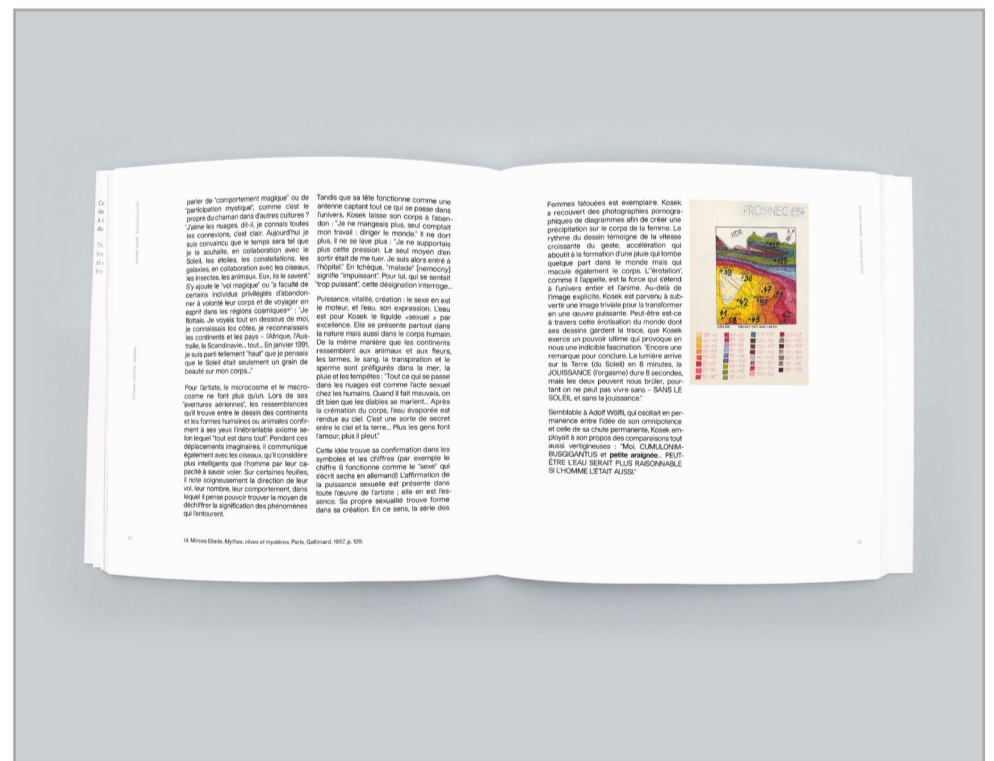 parler de "comportement magique" ou de
"participation mystique", comme c'est le
propre du chaman dans d'autres cultures ?
"J'aime les nuages, dit-il, je connais toutes
les connexions, c'est clair. Aujourd'hui je
suis convaincu que le temps sera tel que
je le souhaite, en collaboration avec le
Soleil, les étoiles, les constellations, les
galaxies, en collaboration avec les oiseaux,
les insectes, les animaux. Eux, ils le savent."
S'y ajoute le "vol magique" ou "a faculté de
certains individus privilégiés d'abandon-
ner à volonté leur corps et de voyager en
esprit dans les régions cosmiques" : "Je
flottais. Je voyais tout en dessous de moi,
je connaissais les côtes, je reconnaissais
les continents et les pays – l'Afrique, l'Aus-
tralie, la Scandinavie... tout... En janvier 1991,
je suis parti tellement "haut" que je pensais
que le Soleil était seulement un grain de
beauté sur mon corps..."
Pour l'artiste, le microcosme et le macro-
cosme ne font plus qu'un. Lors de ses
"aventures aériennes", les ressemblances
qu'il trouve entre le dessin des continents
et les formes humaines ou animales confir-
ment à ses yeux l'inébranlable axiome se-
lon lequel "tout est dans tout". Pendant ces
déplacements imaginaires, il communique
également avec les oiseaux, qu'il considère
plus intelligents que l'homme par leur ca-
pacité à savoir voler. Sur certaines feuilles,
il note soigneusement la direction de leur
vol, leur nombre, leur comportement, dans
lequel il pense pouvoir trouver le moyen de
déchiffrer la signification des phénomènes
qui l'entourent.
Tandis que sa tête fonctionne comme une
antenne captant tout ce qui se passe dans
l'univers, Kosek laisse son corps à l'aban-
don : "Je ne mangeais plus, seul comptait
mon travail : diriger le monde." Il ne dort
plus, il ne se lave plus : "Je ne supportais
plus cette pression. Le seul moyen d'en
sortir était de me tuer. Je suis alors entré à
l'hôpital." En tchèque, "malade" [nemocny]
signifie "impuissant". Pour lui, qui se sentait
"trop puissant", cette désignation interroge...
Puissance, vitalité, création : le sexe en est
le moteur, et l'eau, son expression. L'eau
est pour Kosek le liquide «sexuel » par
excellence. Elle se présente partout dans
la nature mais aussi dans le corps humain.
De la même manière que les continents
ressemblent aux animaux et aux fleurs,
les larmes, le sang, la transpiration et le
sperme sont préfigurés dans la mer, la
pluie et les tempêtes : "Tout ce qui se passe
dans les nuages est comme l'acte sexuel
chez les humains. Quand il fait mauvais, on
dit bien que les diables se marient... Après
la crémation du corps, l'eau évaporée est
rendue au ciel. C'est une sorte de secret
entre le ciel et la terre... Plus les gens font
l'amour, plus il pleut."
Cette idée trouve sa confirmation dans les
symboles et les chiffres (par exemple le
chiffre 6 fonctionne comme le "sexe" qui
s'écrit sechs en allemand) L'affirmation de
la puissance sexuelle est présente dans
toute l'œuvre de l'artiste ; elle en est l'es-
sence. Sa propre sexualité trouve forme
dans sa création. En ce sens, la série des
14. Mircea Eliade, Mythes, rêves et mystères, Paris, Gallimard, 1957, p. 129.
Femmes tatouées est exemplaire. Kosek
a recouvert des photographies pornogra-
phiques de diagrammes afin de créer une
précipitation sur le corps de la femme. Le
rythme du dessin témoigne de la vitesse
croissante du geste, accélération qui
aboutit à la formation d'une pluie qui tombe
quelque part dans le monde mais qui
macule également le corps. L'"érotation",
comme il l'appelle, est la force qui s'étend
à l'univers entier et l'anime. Au-delà de
l'image explicite, Kosek est parvenu à sub-
vertir une image triviale pour la transformer
en une œuvre puissante. Peut-être est-ce
à travers cette érotisation du monde dont
ses dessins gardent la trace, que Kosek
exerce un pouvoir ultime qui provoque en
nous une indicible fascination. "Encore une
remarque pour conclure. La lumière arrive
sur la Terre (du Soleil) en 8 minutes, la
JOUISSANCE (l'orgasme) dure 8 secondes,
mais les deux peuvent nous brûler, pour-
tant on ne peut pas vivre sans – SANS LE
SOLEIL et sans la jouissance."
Semblable à Adolf Wölfli, qui oscillait en per-
manence entre l'idée de son omnipotence
et celle de sa chute permanente, Kosek em-
ployait à son propos des comparaisons tout
aussi vertigineuses : "Moi, CUMULONIM-
BUSGIGANTUS et petite araignée... PEUT-
ÊTRE L'EAU SERAIT PLUS RAISONNABLE
SI L'HOMME L'ÉTAIT AUSSI."
PROSINEC
HDR